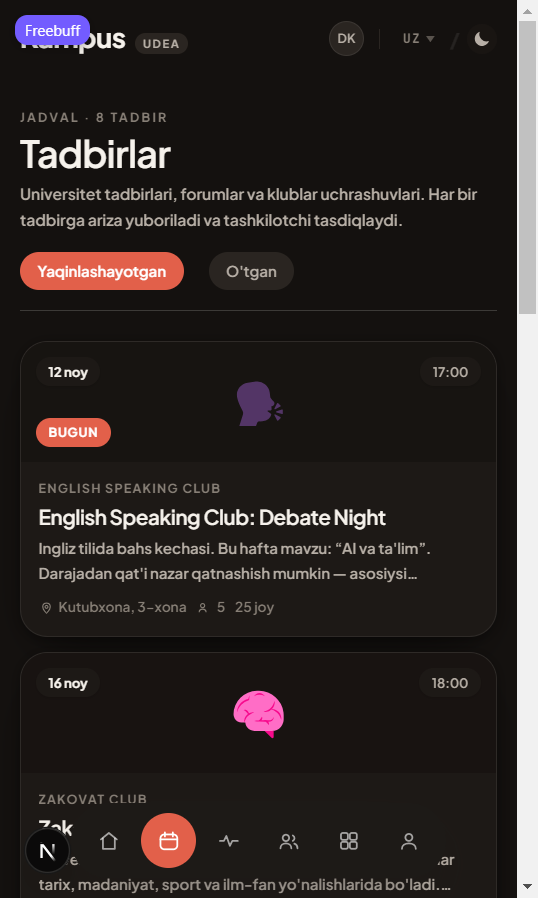 Freebuff
Kampus UDEA
DK
UZ
/
JADVAL · 8 TADBIR
Tadbirlar
Universitet tadbirlari, forumlar va klublar uchrashuvlari. Har bir
tadbirga ariza yuboriladi va tashkilotchi tasdiqlaydi.
Yaqinlashayotgan
O'tgan
12 noy
17:00
BUGUN
ENGLISH SPEAKING CLUB
English Speaking Club: Debate Night
Ingliz tilida bahs kechasi. Bu hafta mavzu: “AI va ta'lim”.
Darajadan qat'i nazar qatnashish mumkin — asosiysi…
Kutubxona, 3-xona 5 25 joy
16 noy
18:00
ZAKOVAT CLUB
Zak
N
tarix, madaniyat, sport va ilm-fan yo'nalishlarida bo'ladi.…